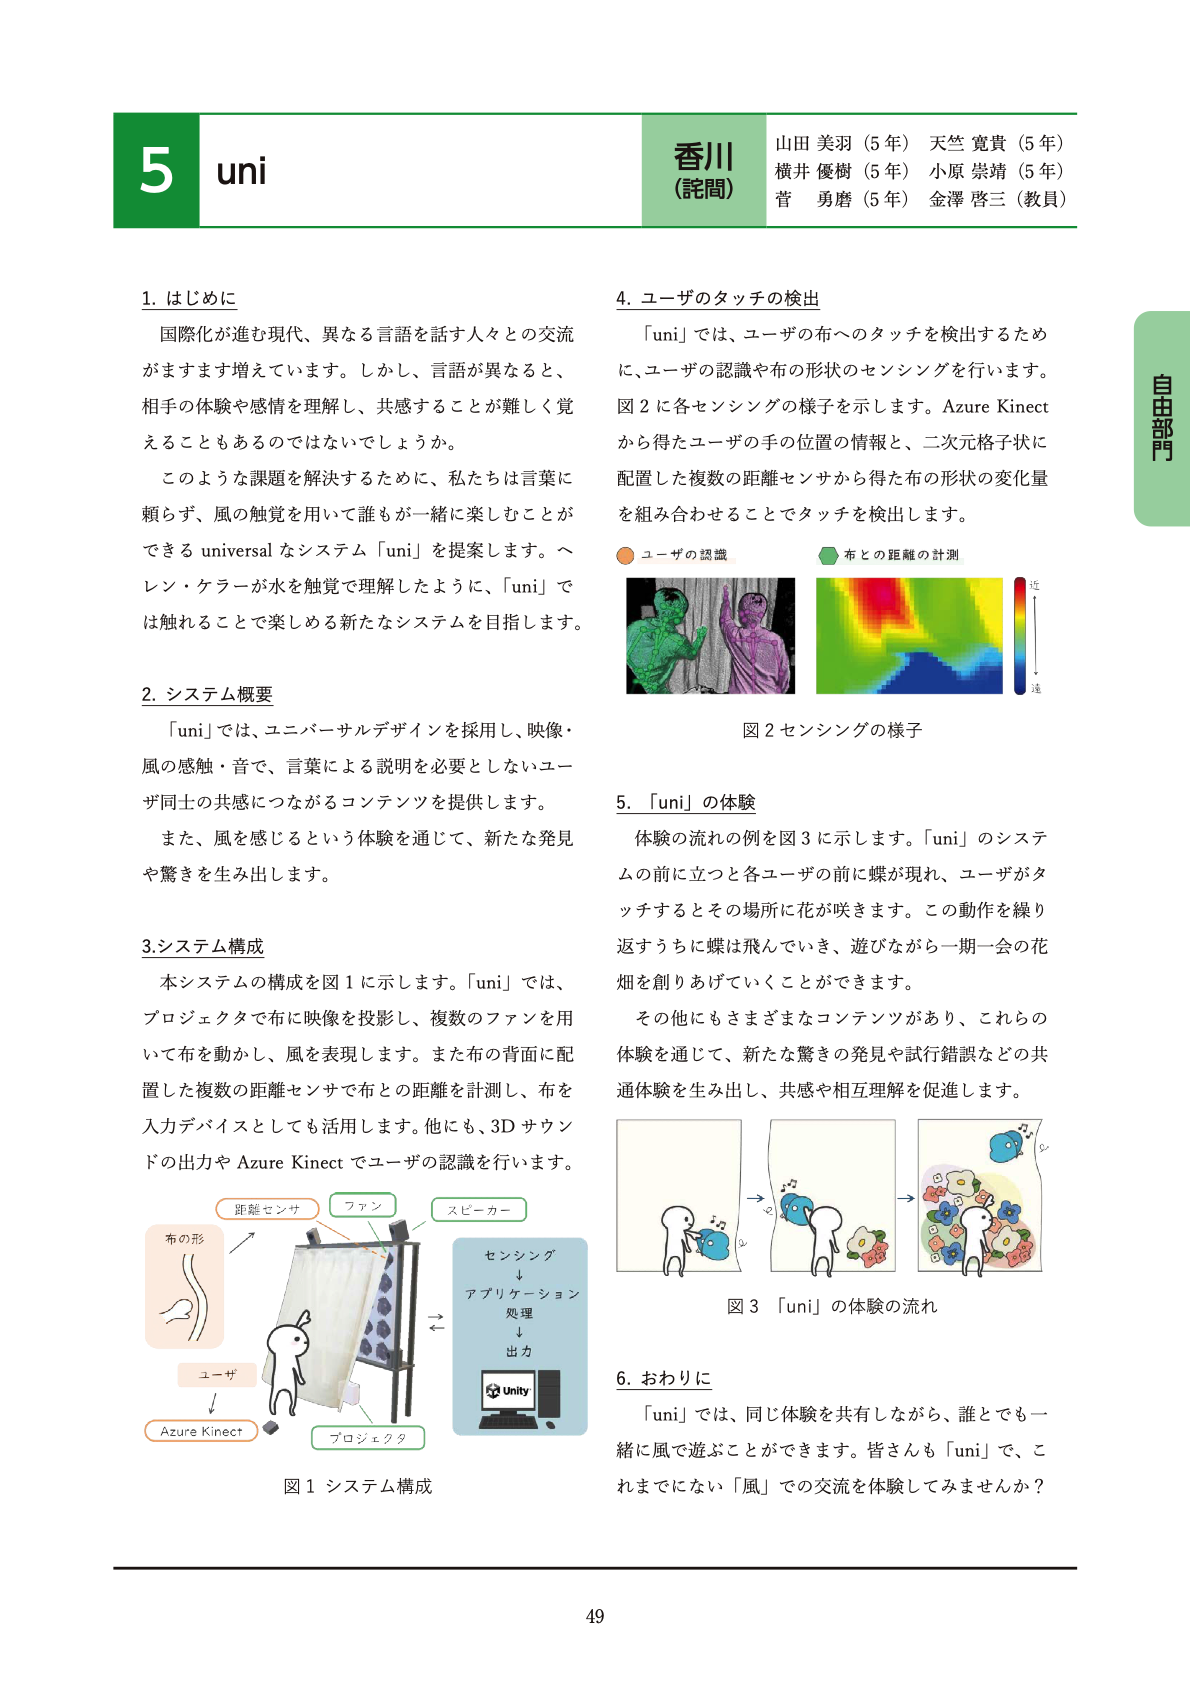 5
uni
香川
(詫間)
山田 美羽（5 年） 天竺 寛貴（5 年）
横井 優樹（5 年） 小原 崇靖（5 年）
菅 勇磨（5 年） 金澤 啓三（教員）
自由部門
1. はじめに
国際化が進む現代、異なる言語を話す人々との交流
がますます増えています。しかし、言語が異なると、
相手の体験や感情を理解し、共感することが難しく覚
えることもあるのではないでしょうか。
このような課題を解決するために、私たちは言葉に
頼らず、風の触覚を用いて誰もが一緒に楽しむことが
できる universal なシステム「uni」を提案します。ヘ
レン・ケラーが水を触覚で理解したように、「uni」で
は触れることで楽しめる新たなシステムを目指します。
2. システム概要
「uni」では、ユニバーサルデザインを採用し、映像・
風の感触・音で、言葉による説明を必要としないユー
ザ同士の共感につながるコンテンツを提供します。
また、風を感じるという体験を通じて、新たな発見
や驚きを生み出します。
3.システム構成
本システムの構成を図 1 に示します。「uni」では、
プロジェクタで布に映像を投影し、複数のファンを用
いて布を動かし、風を表現します。また布の背面に配
置した複数の距離センサで布との距離を計測し、布を
入力デバイスとしても活用します。他にも、3D サウン
ドの出力や Azure Kinect でユーザの認識を行います。
距離センサ
ファン
スピーカー
布の形
センシング
↓
アプリケーション
処理
↓
出力
Unity
ユーザ
Azure Kinect
プロジェクタ
図 1 システム構成
4. ユーザのタッチの検出
「uni」では、ユーザの布へのタッチを検出するため
に、ユーザの認識や布の形状のセンシングを行います。
図 2 に各センシングの様子を示します。Azure Kinect
から得たユーザの手の位置の情報と、二次元格子状に
配置した複数の距離センサから得た布の形状の変化量
を組み合わせることでタッチを検出します。
ユーザの認識
布との距離の計測
近
遠
図 2 センシングの様子
5. 「uni」の体験
体験の流れの例を図 3 に示します。「uni」のシステ
ムの前に立つと各ユーザの前に蝶が現れ、ユーザがタ
ッチするとその場所に花が咲きます。この動作を繰り
返すうちに蝶は飛んでいき、遊びながら一期一会の花
畑を創りあげていくことができます。
その他にもさまざまなコンテンツがあり、これらの
体験を通じて、新たな驚きの発見や試行錯誤などの共
通体験を生み出し、共感や相互理解を促進します。
図 3 「uni」の体験の流れ
6. おわりに
「uni」では、同じ体験を共有しながら、誰とでも一
緒に風で遊ぶことができます。皆さんも「uni」で、こ
れまでにない「風」での交流を体験してみませんか？
49